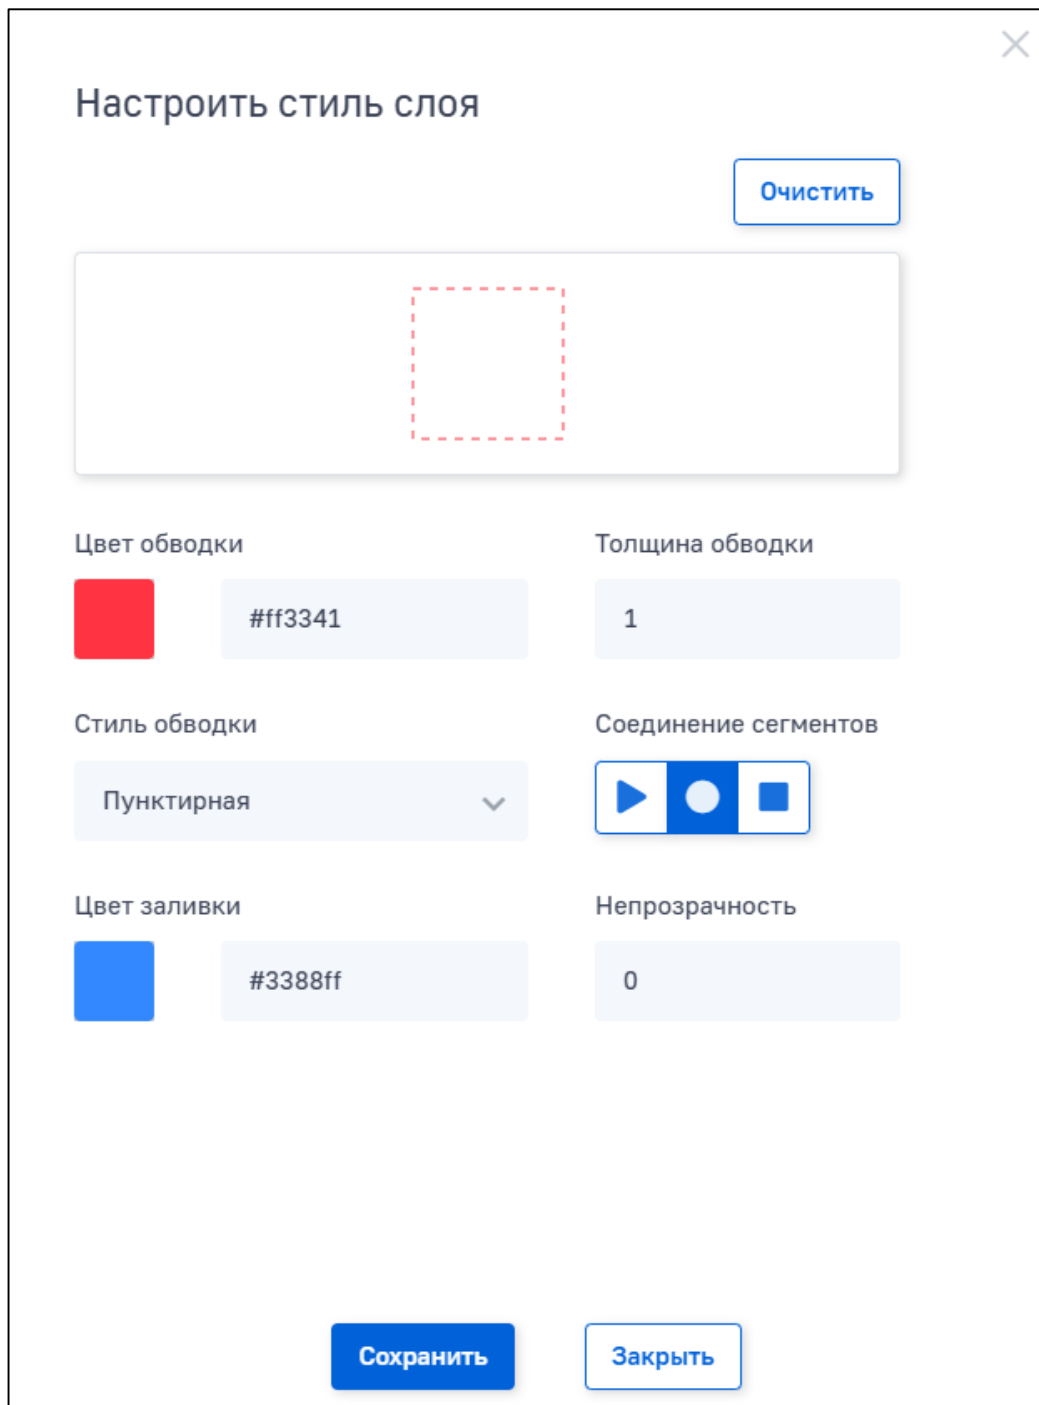 Настроить стиль слоя
Очистить
Цвет обводки
Толщина обводки
#ff3341
1
Стиль обводки
Соединение сегментов
Пунктирная
Цвет заливки
Непрозрачность
#3388ff
0
Сохранить
Закрыть